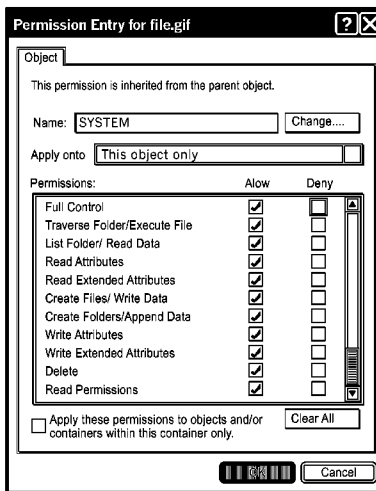 Permission Entry for file.gif
Object
This permission is inherited from the parent object.
Name: SYSTEM Change....
Apply onto This object only
Permissions: Alow Deny
Full Control
Traverse Folder/Execute File
List Folder/ Read Data
Read Attributes
Read Extended Attributes
Create Files/ Write Data
Create Folders/Append Data
Write Attributes
Write Extended Attributes
Delete
Read Permissions
Apply these permissions to objects and/or Clear All
containers within this container only.
OK Cancel